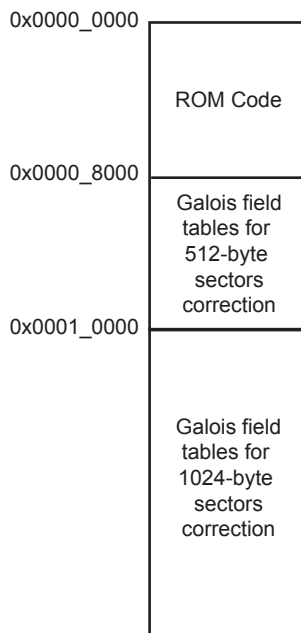 0x0000_0000
ROM Code
0x0000_8000
Galois field
tables for
512-byte
sectors
correction
0x0001_0000
Galois field
tables for
1024-byte
sectors
correction